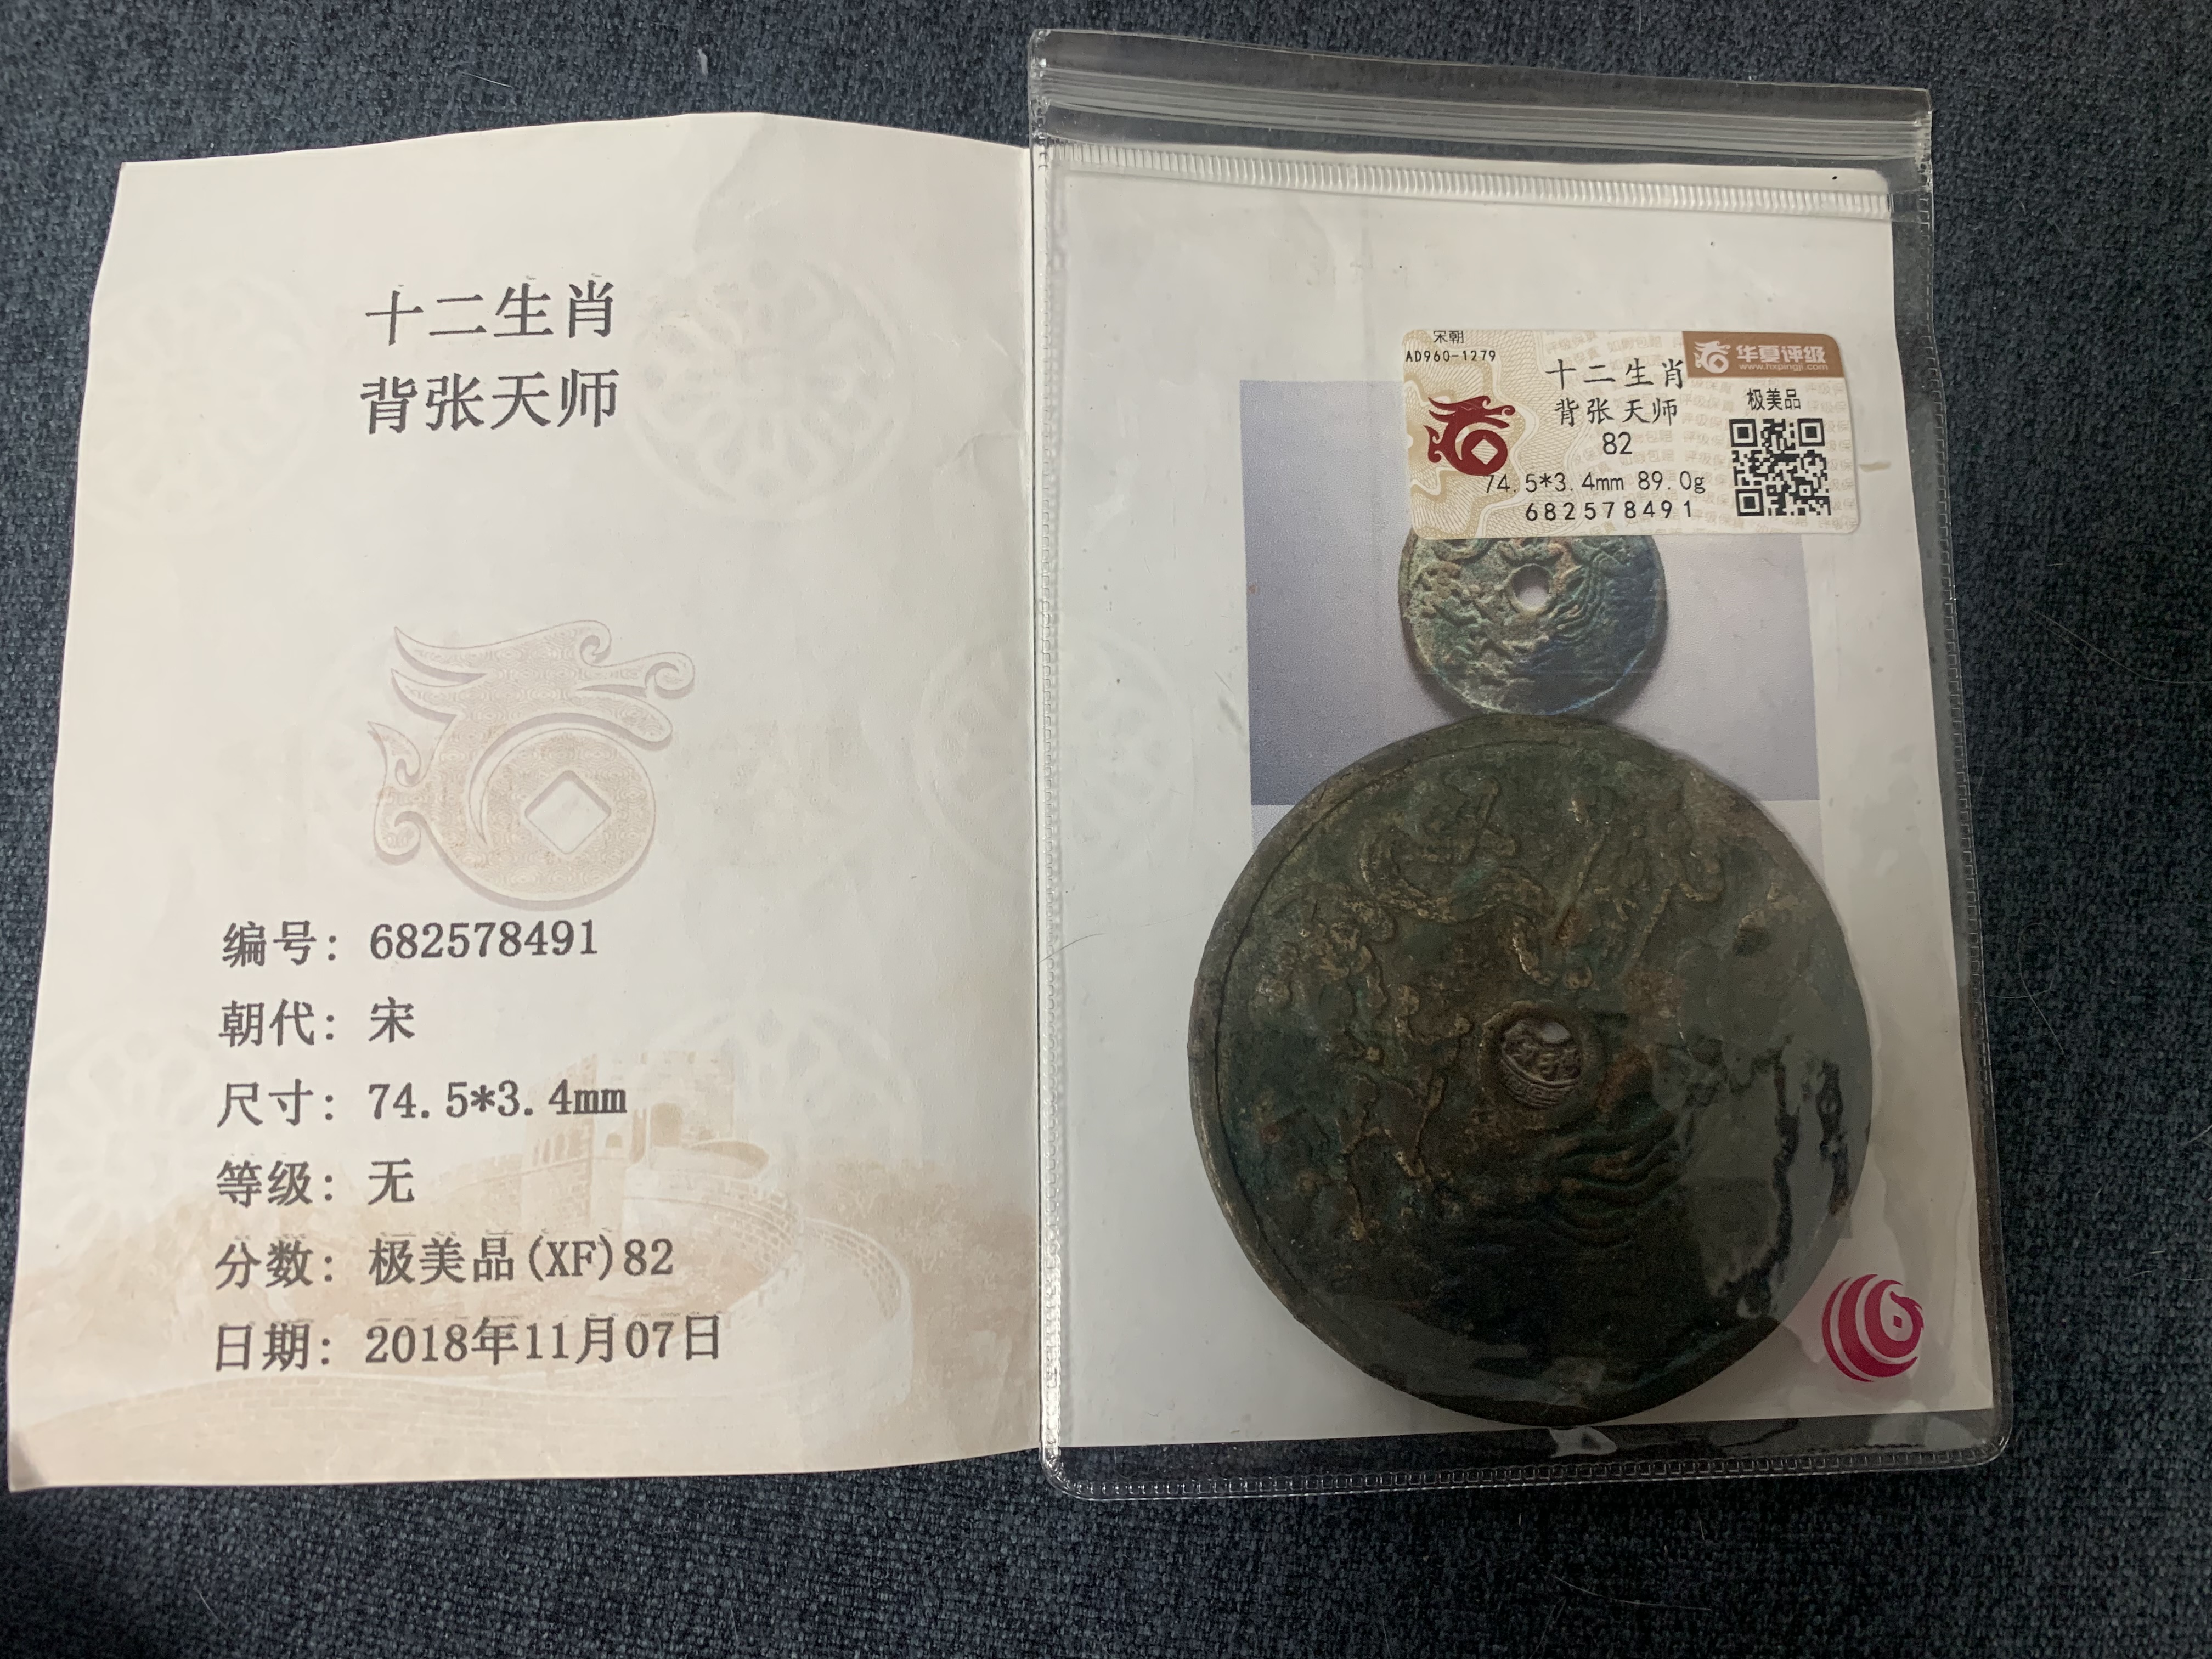 十二生肖
背张天师
编号: 682578491
朝代: 宋
尺寸: 74.5*3.4mm
等级: 无
分数: 极美品(XF)82
日期: 2018年11月07日
宋朝
AD960-1279
华夏评级
www.hxpingji.com
十二生肖
背张天师
极美品
82
74.5*3.4mm 89.0g
682578491